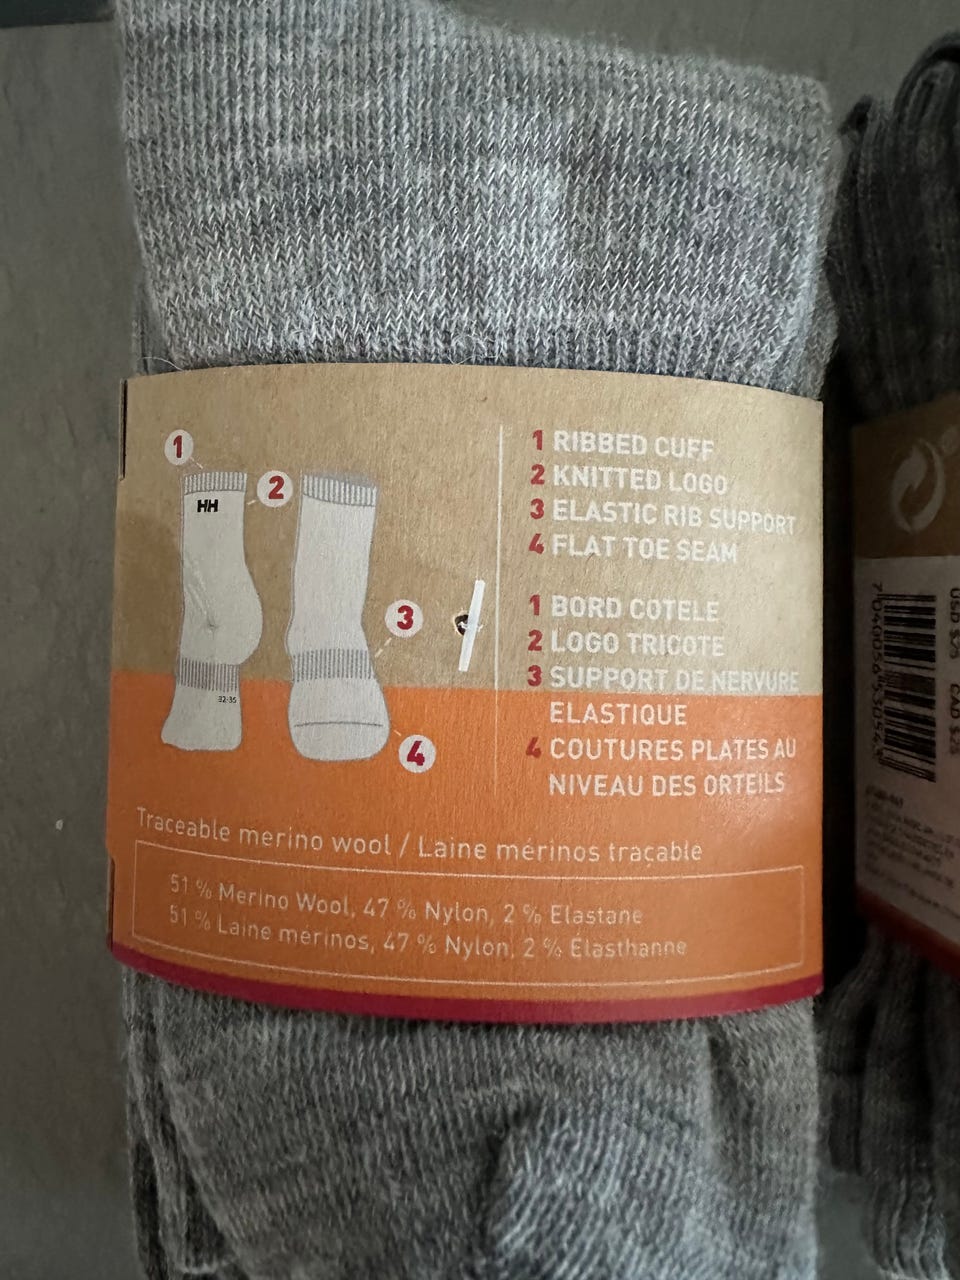 1
2
HH
3
32-35
4
1 RIBBED CUFF
2 KNITTED LOGO
3 ELASTIC RIB SUPPORT
4 FLAT TOE SEAM
1 BORD COTELE
2 LOGO TRICOTE
3 SUPPORT DE NERVURE
ELASTIQUE
4 COUTURES PLATES AU
NIVEAU DES ORTEILS
Traceable merino wool / Laine mérinos traçable
51 % Merino Wool, 47 % Nylon, 2 % Elastane
51 % Laine mérinos, 47 % Nylon, 2 % Élasthanne
USD $25
CAD $